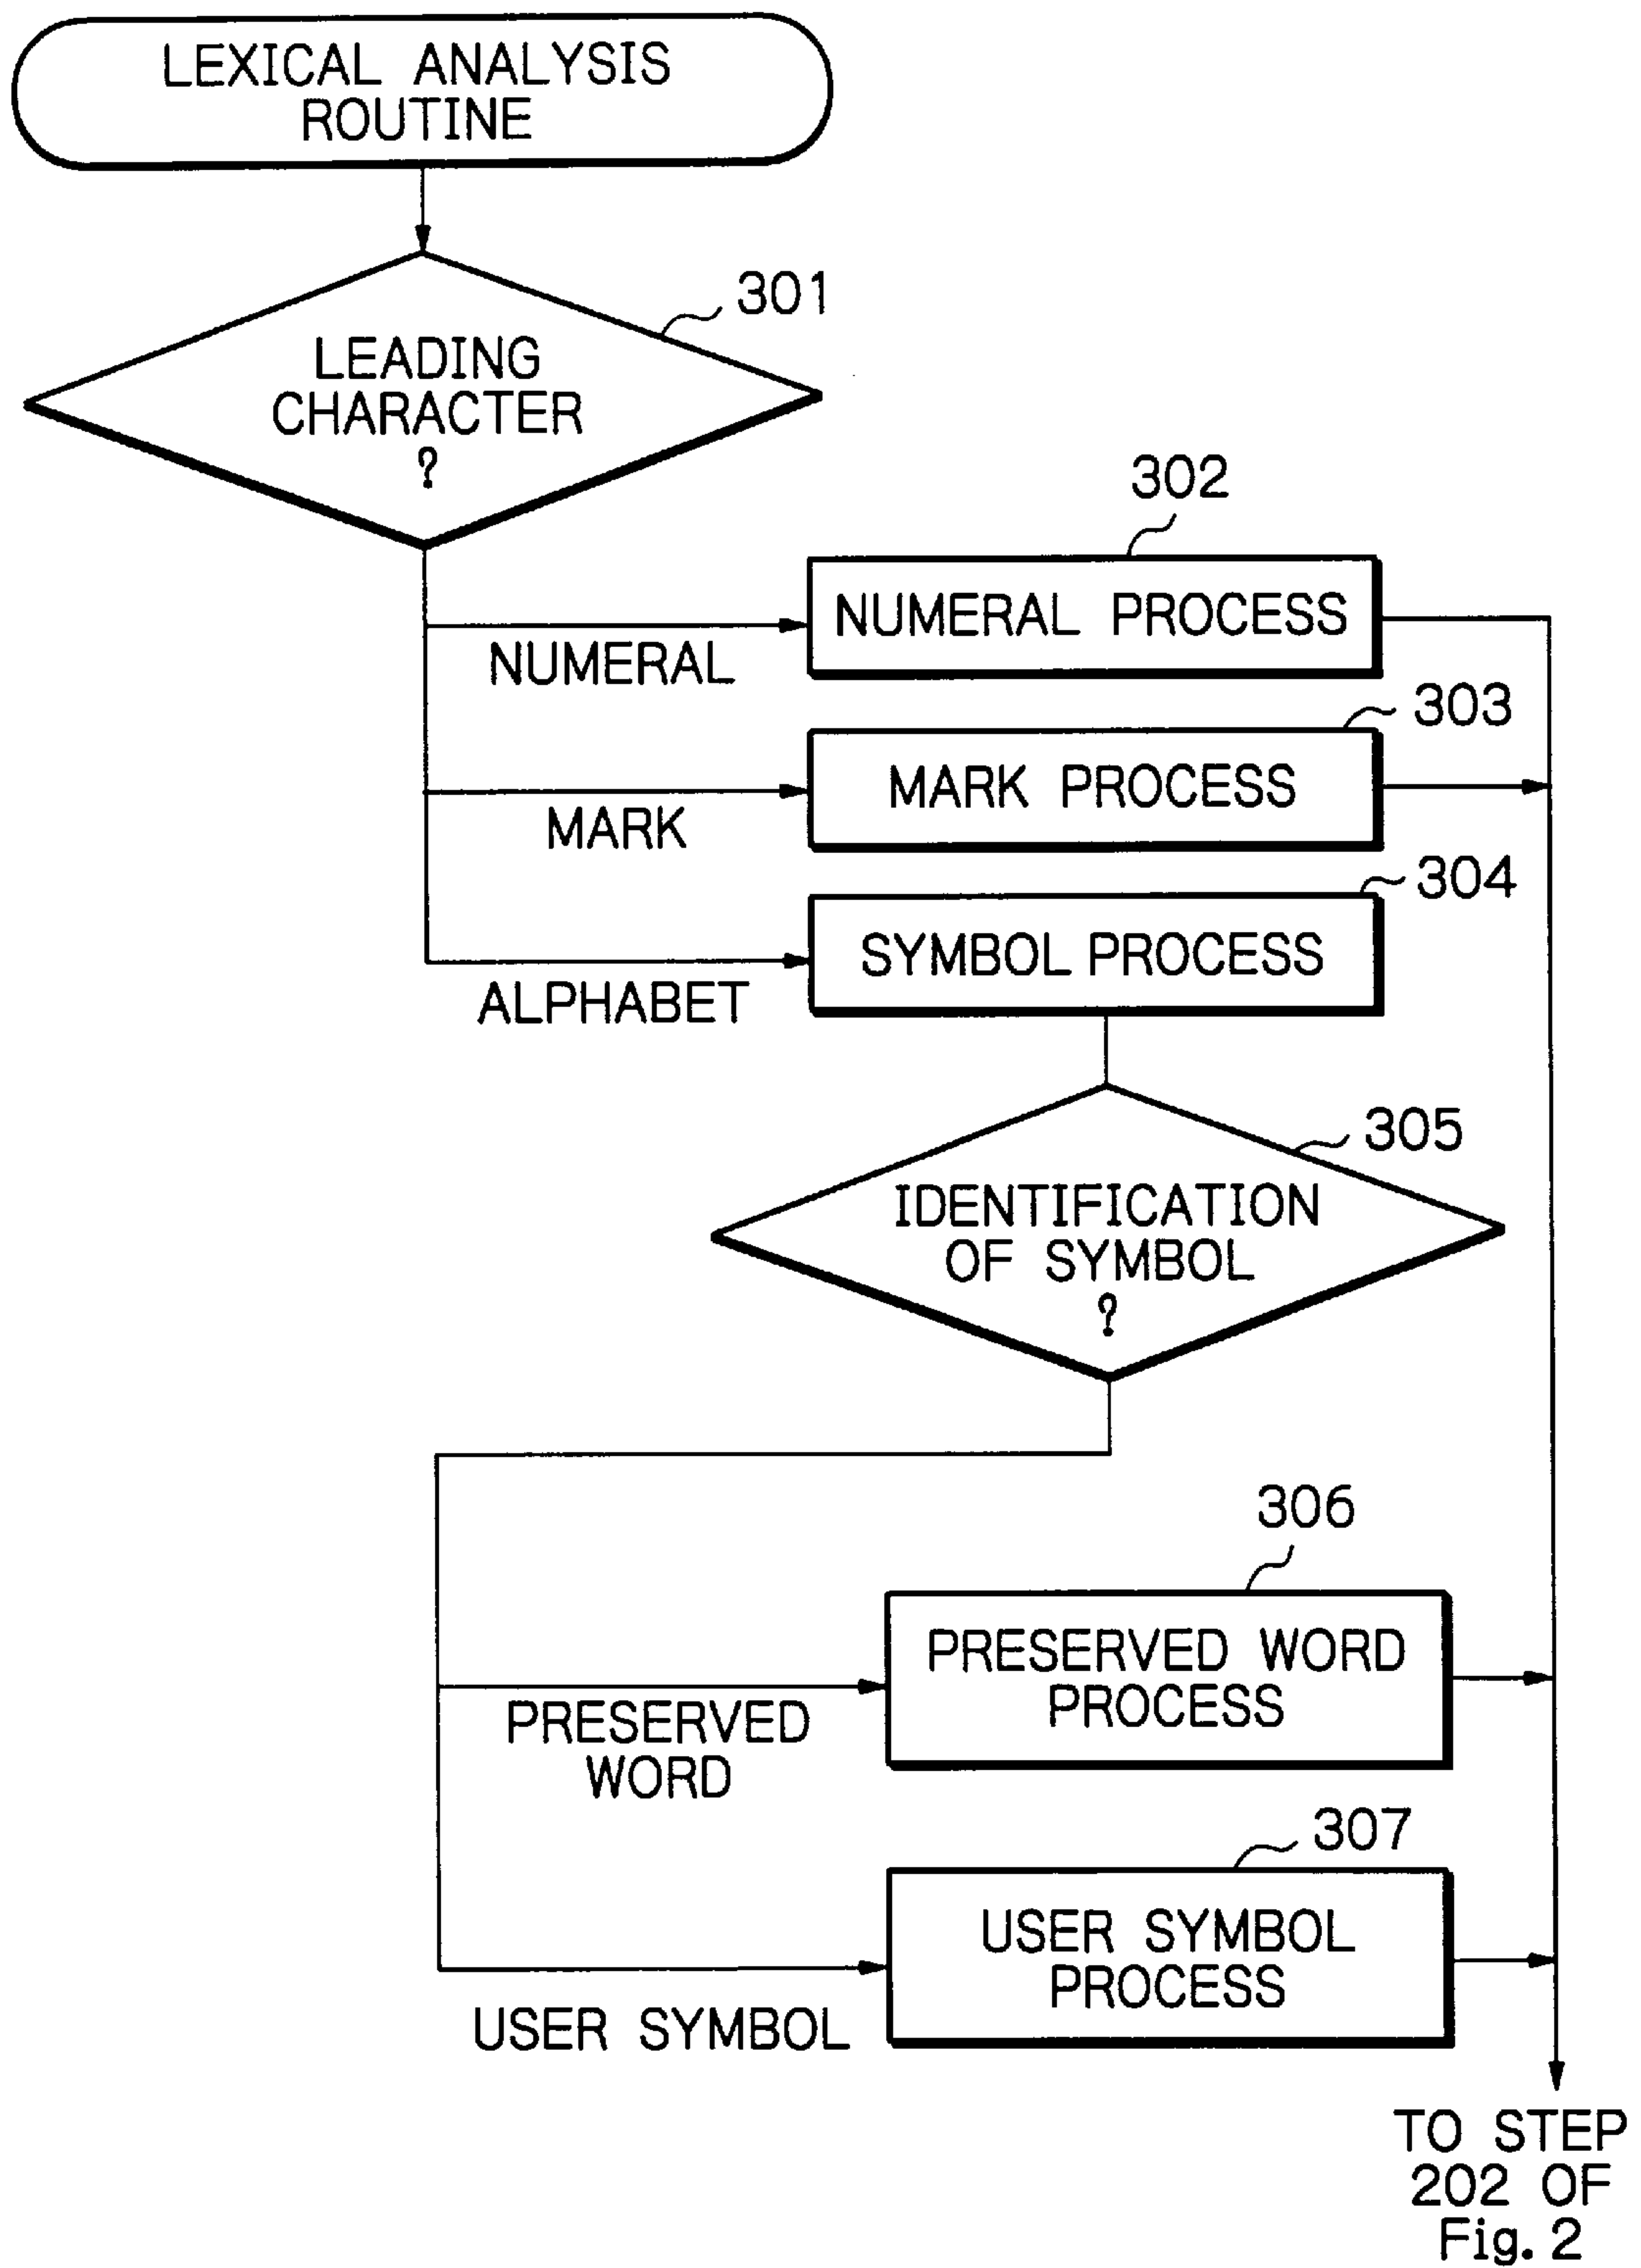 LEXICAL ANALYSIS
ROUTINE
301
LEADING
CHARACTER
?
302
NUMERAL PROCESS
NUMERAL
303
MARK PROCESS
MARK
304
SYMBOL PROCESS
ALPHABET
305
IDENTIFICATION
OF SYMBOL
?
306
PRESERVED WORD
PROCESS
PRESERVED
WORD
307
USER SYMBOL
PROCESS
USER SYMBOL
TO STEP
202 OF
Fig. 2